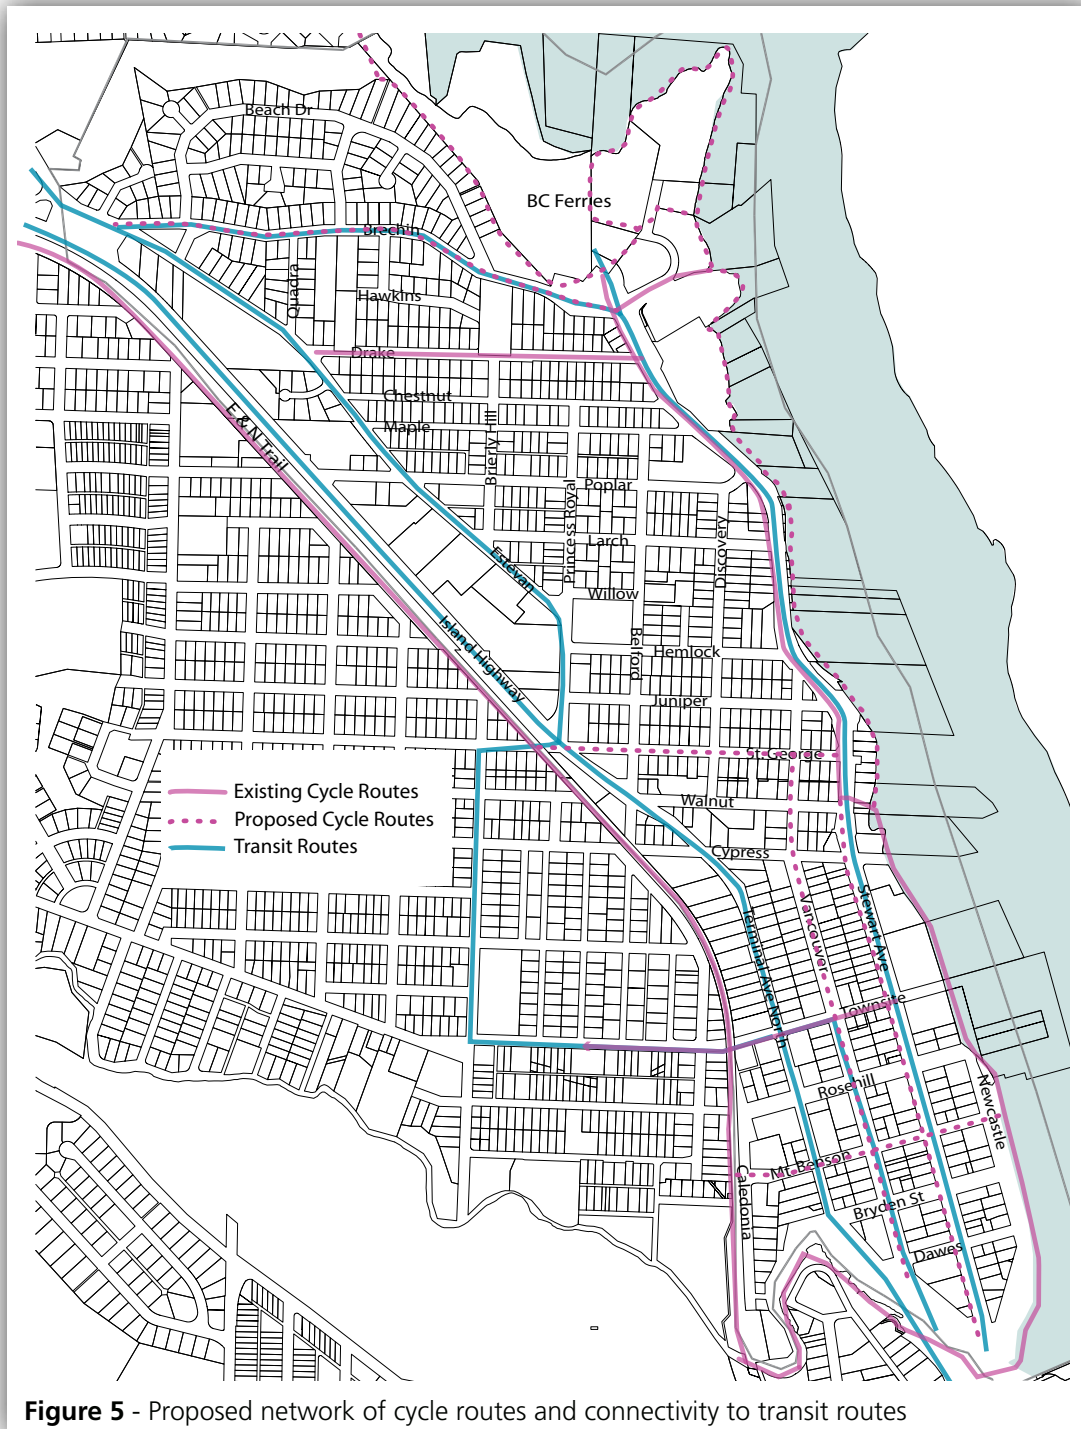 Beach Dr
BC Ferries
Brechin
Quadra
Hawkins
Drake
Chestnut
E & N Trail
Maple
Brierly Hill
Poplar
Princess Royal
Discovery
Larch
Estevan
Willow
Island Highway
Belford
Hemlock
Juniper
St.George
Existing Cycle Routes
Walnut
Proposed Cycle Routes
Transit Routes
Cypress
Vancouver
Stewart Ave
Terminal Ave North
Townsite
Rosehill
Newcastle
Mt.Benson
Caledonia
Bryden St
Dawes
Figure 5 - Proposed network of cycle routes and connectivity to transit routes